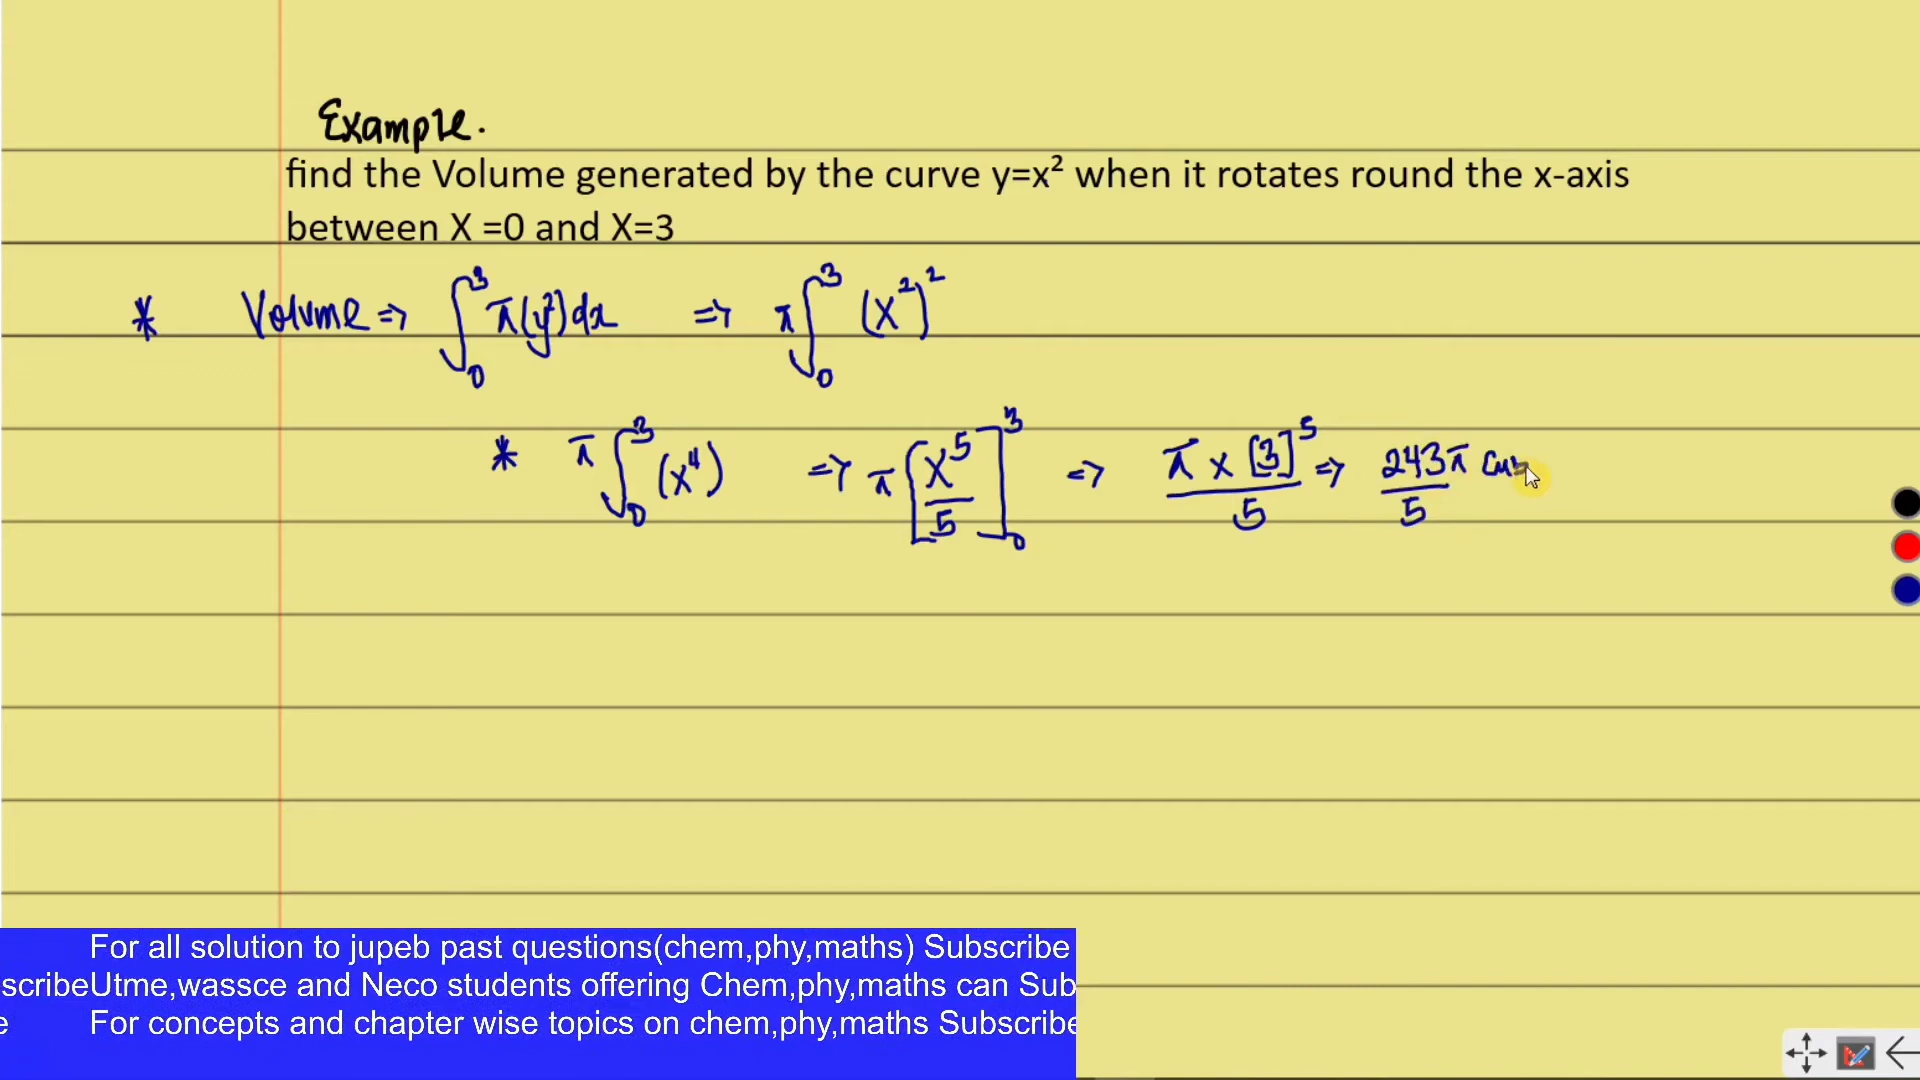 Example.
find the Volume generated by the curve y=x² when it rotates round the x-axis
between X =0 and X=3
* Volume => ∫₀³ π(y²)dx => π∫₀³ (x²)²
* π∫₀³ (x⁴) => π[x⁵/5]₀³ => π x [3]⁵/5 => 243π/5 Cub
For all solution to jupeb past questions(chem,phy,maths) Subscribe
scribeUtme,wassce and Neco students offering Chem,phy,maths can Sub
e For concepts and chapter wise topics on chem,phy,maths Subscribe